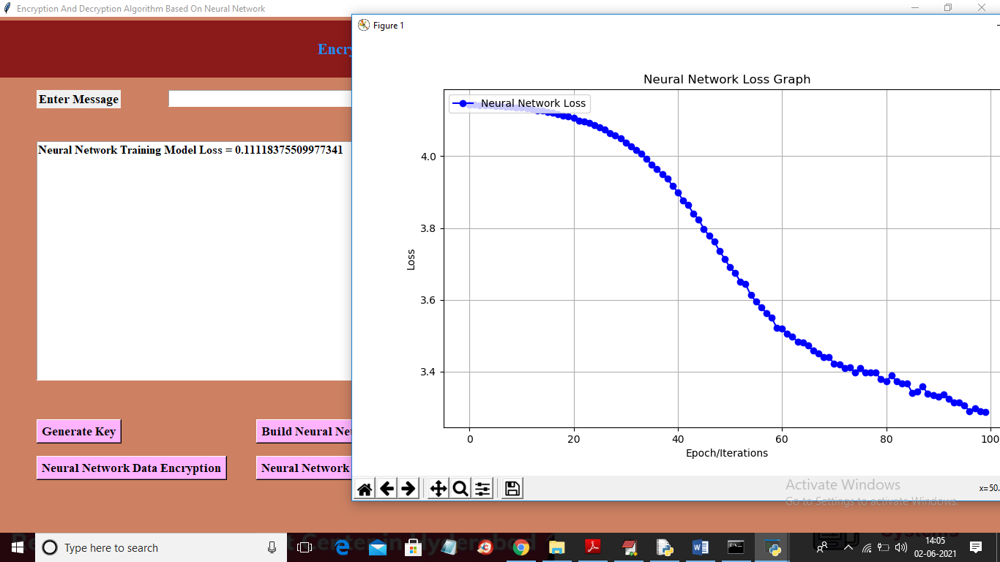 Encryption And Decryption Algorithm Based On Neural Network
Figure 1
Encry
Enter Message
Neural Network Training Model Loss = 0.11118375509977341
Generate Key
Build Neural Ne
Neural Network Data Encryption
Neural Network
Neural Network Loss Graph
Neural Network Loss
4.0
3.8
3.6
3.4
Loss
0 20 40 60 80 100
Epoch/Iterations
x=50.
Activate Windows
Go to Settings to activate Windows.
Type here to search
14:05
02-06-2021